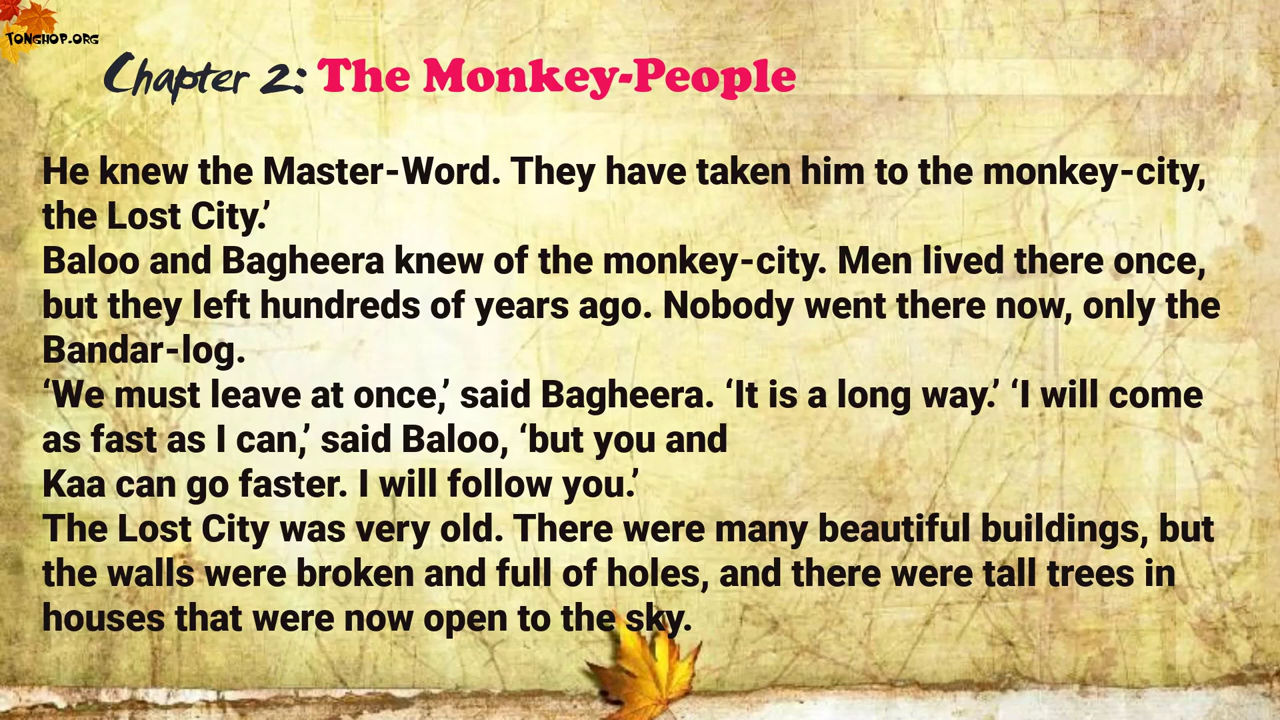 TONGHOP.ORG
Chapter 2: The Monkey-People
He knew the Master-Word. They have taken him to the monkey-city,
the Lost City.’
Baloo and Bagheera knew of the monkey-city. Men lived there once,
but they left hundreds of years ago. Nobody went there now, only the
Bandar-log.
‘We must leave at once,’ said Bagheera. ‘It is a long way.’ ‘I will come
as fast as I can,’ said Baloo, ‘but you and
Kaa can go faster. I will follow you.’
The Lost City was very old. There were many beautiful buildings, but
the walls were broken and full of holes, and there were tall trees in
houses that were now open to the sky.